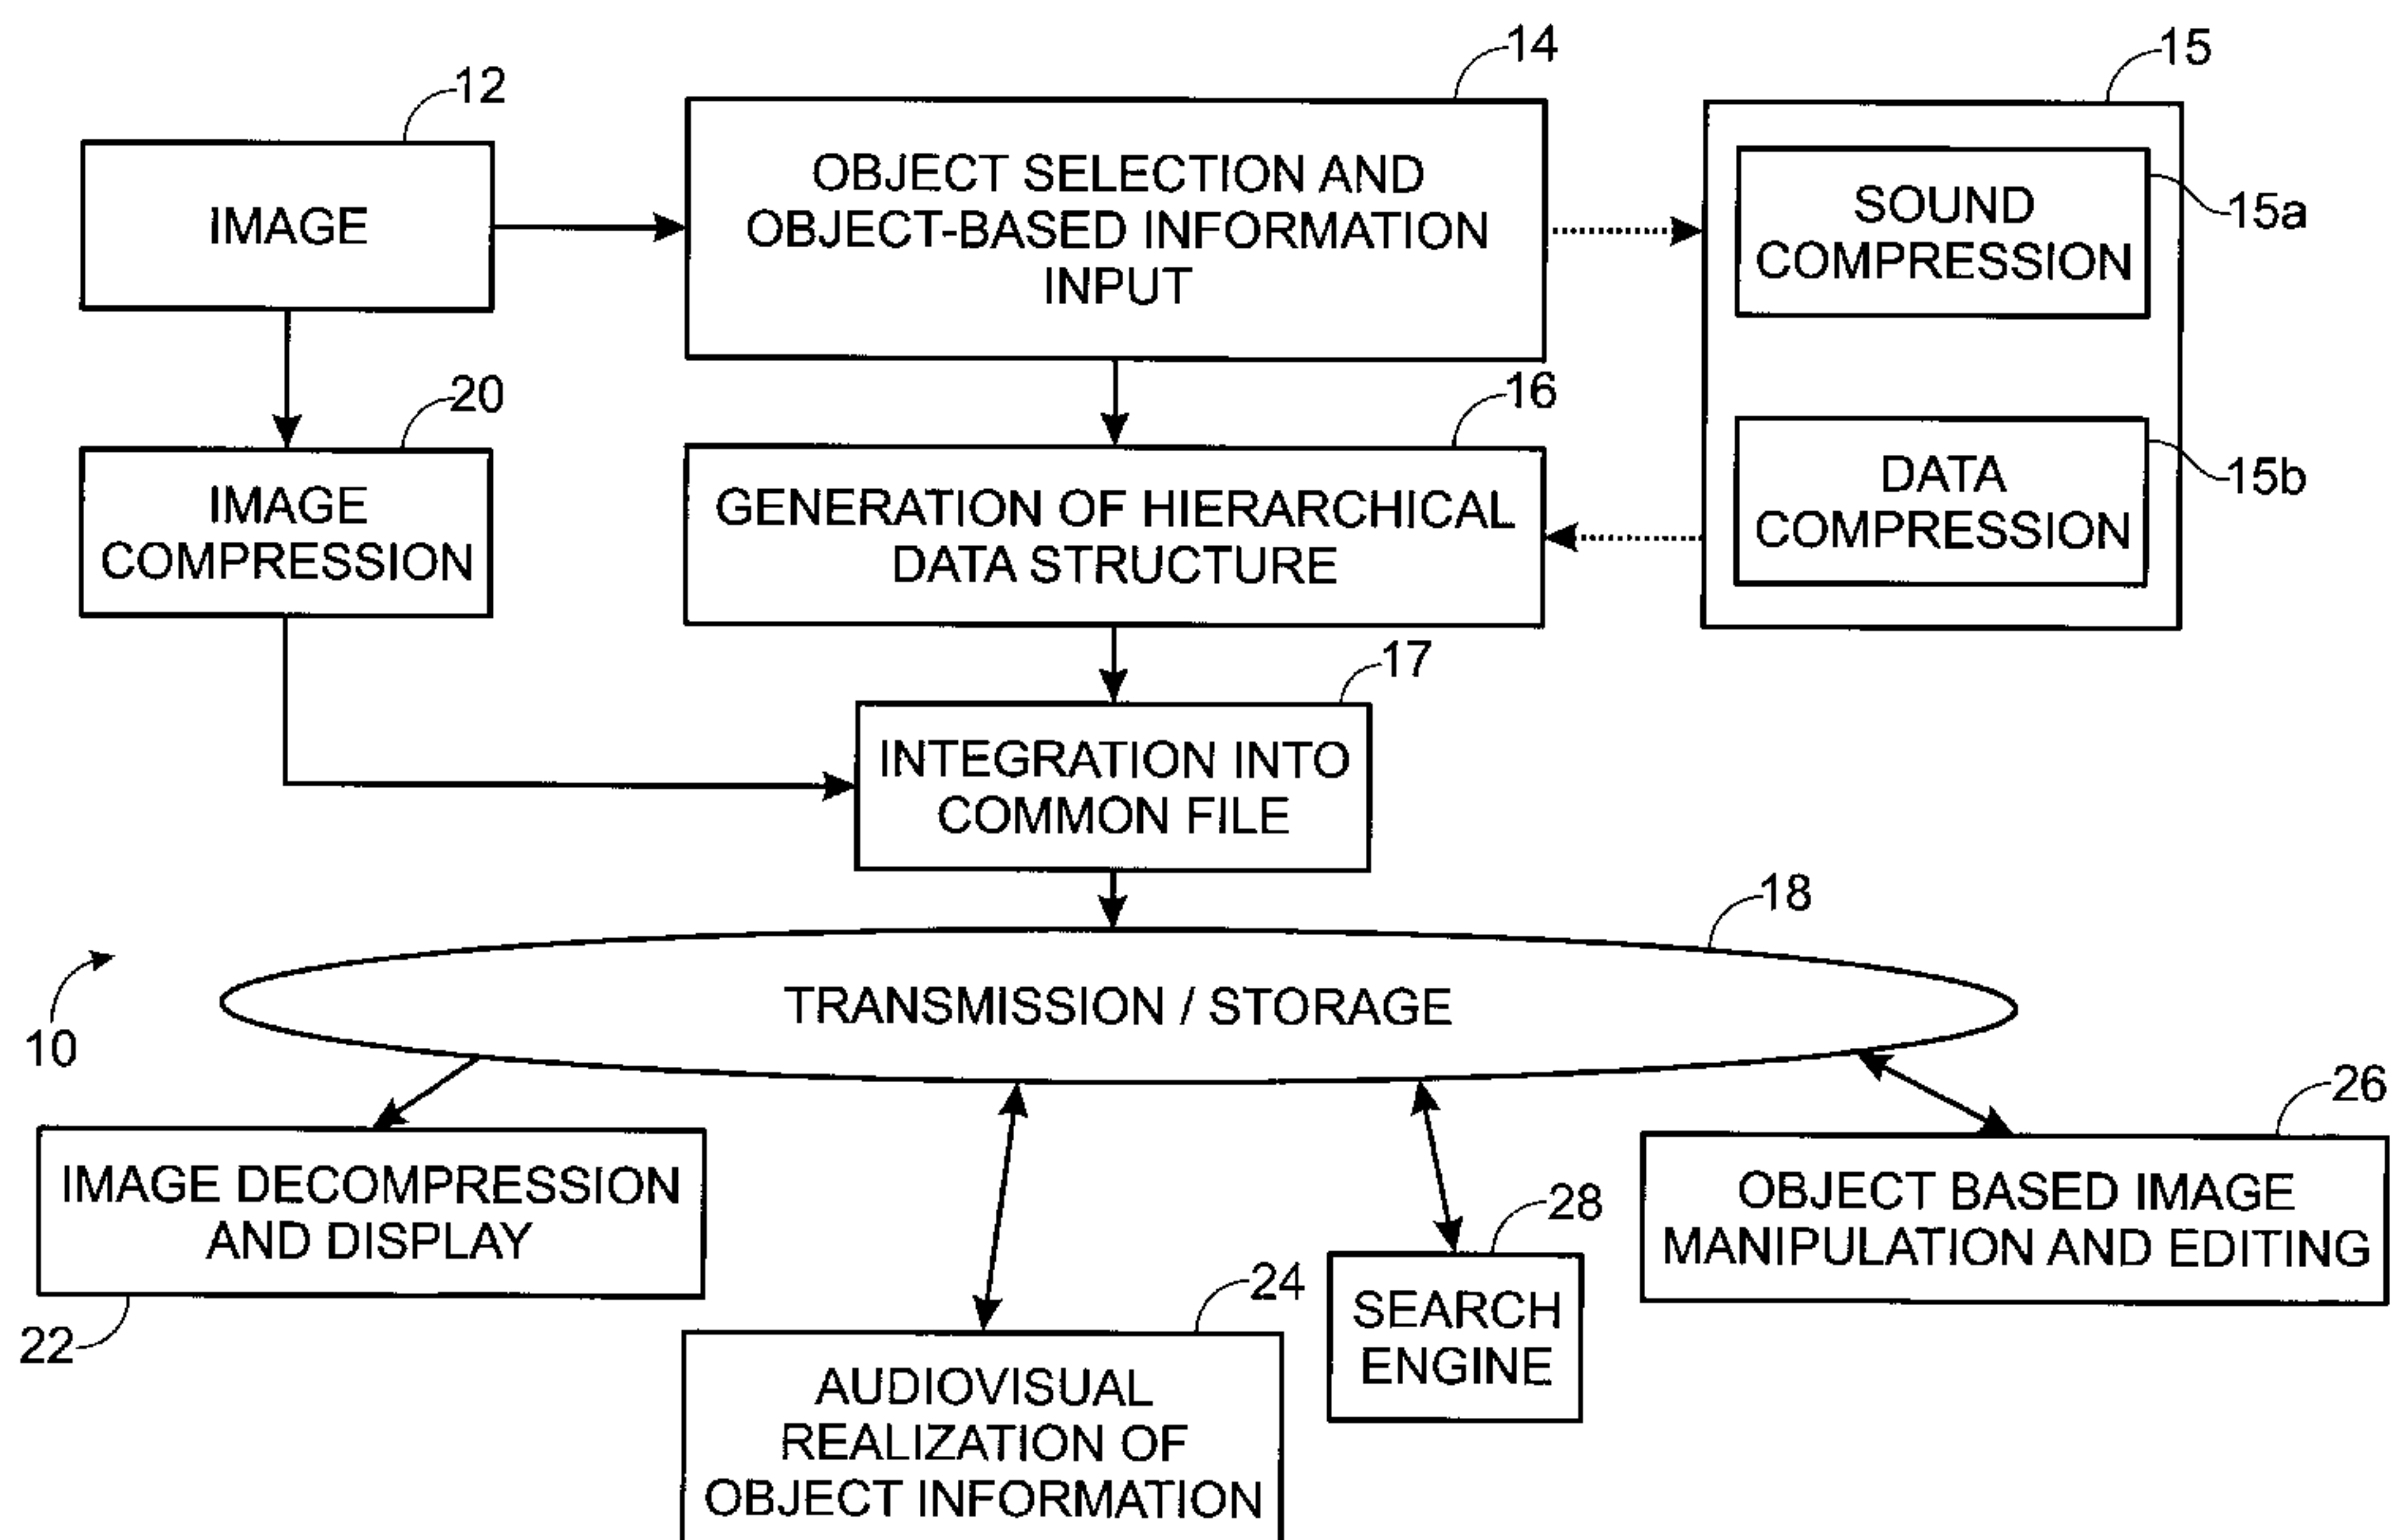 14
15
12
OBJECT SELECTION AND
OBJECT-BASED INFORMATION
INPUT
IMAGE
SOUND
COMPRESSION
15a
20
16
IMAGE
COMPRESSION
GENERATION OF HIERARCHICAL
DATA STRUCTURE
DATA
COMPRESSION
15b
17
INTEGRATION INTO
COMMON FILE
18
10
TRANSMISSION / STORAGE
26
IMAGE DECOMPRESSION
AND DISPLAY
22
24
AUDIOVISUAL
REALIZATION OF
OBJECT INFORMATION
28
SEARCH
ENGINE
OBJECT BASED IMAGE
MANIPULATION AND EDITING